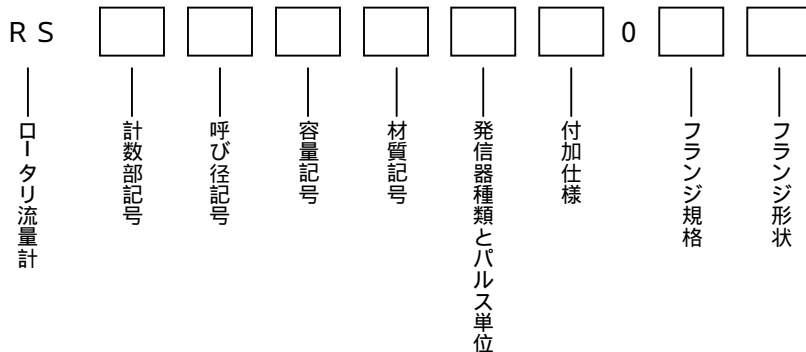 RS 0
ロータリ流量計
計数部記号
呼び径記号
容量記号
材質記号
発信器種類とパルス単位
付加仕様
フランジ規格
フランジ形状